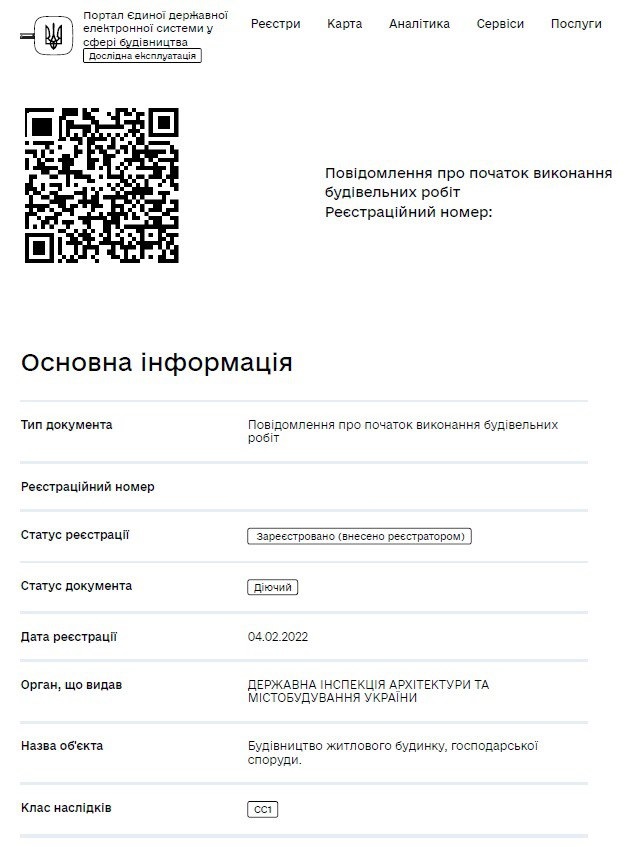 Портал Єдиної державної
електронної системи у
сфері будівництва
Дослідна експлуатація
Реєстри Карта Аналітика Сервіси Послуги
Повідомлення про початок виконання
будівельних робіт
Реєстраційний номер:
Основна інформація
Тип документа Повідомлення про початок виконання будівельних
робіт
Реєстраційний номер
Статус реєстрації Зареєстровано (внесено реєстратором)
Статус документа Діючий
Дата реєстрації 04.02.2022
Орган, що видав ДЕРЖАВНА ІНСПЕКЦІЯ АРХІТЕКТУРИ ТА
МІСТОБУДУВАННЯ УКРАЇНИ
Назва об'єкта Будівництво житлового будинку, господарської
споруди.
Клас наслідків СС1